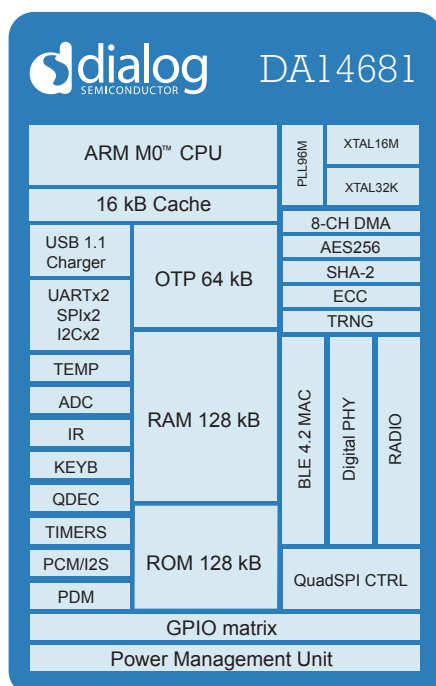 dialog
SEMICONDUCTOR
DA14681
ARM M0™ CPU
16 kB Cache
PLL96M
XTAL16M
XTAL32K
8-CH DMA
AES256
SHA-2
ECC
TRNG
USB 1.1
Charger
UARTx2
SPIx2
I2Cx2
TEMP
ADC
IR
KEYB
QDEC
TIMERS
PCM/I2S
PDM
OTP 64 kB
RAM 128 kB
ROM 128 kB
BLE 4.2 MAC
Digital PHY
RADIO
QuadSPI CTRL
GPIO matrix
Power Management Unit